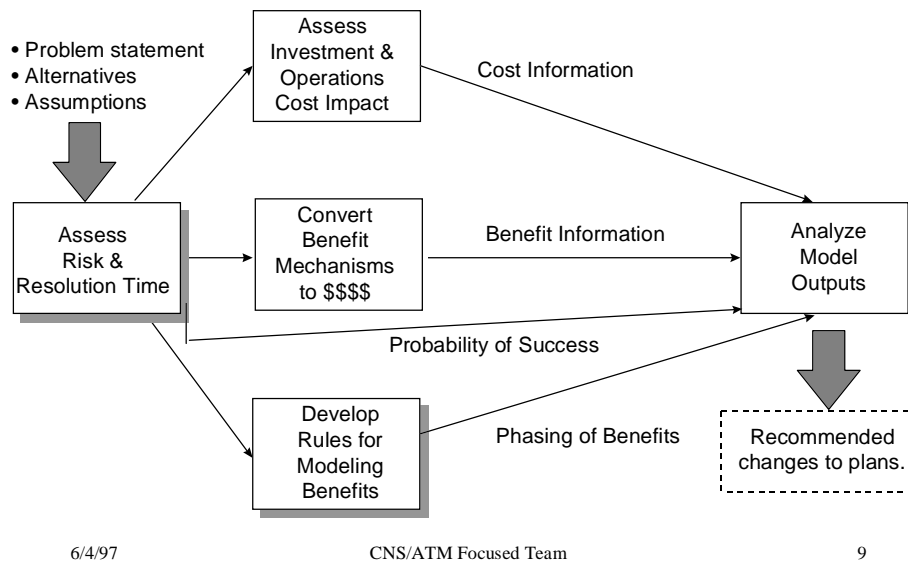 • Problem statement
• Alternatives
• Assumptions
Assess
Investment &
Operations
Cost Impact
Cost Information
Assess
Risk &
Resolution Time
Convert
Benefit
Mechanisms
to $$$$
Benefit Information
Analyze
Model
Outputs
Probability of Success
Develop
Rules for
Modeling
Benefits
Phasing of Benefits
Recommended
changes to plans.
6/4/97
CNS/ATM Focused Team
9